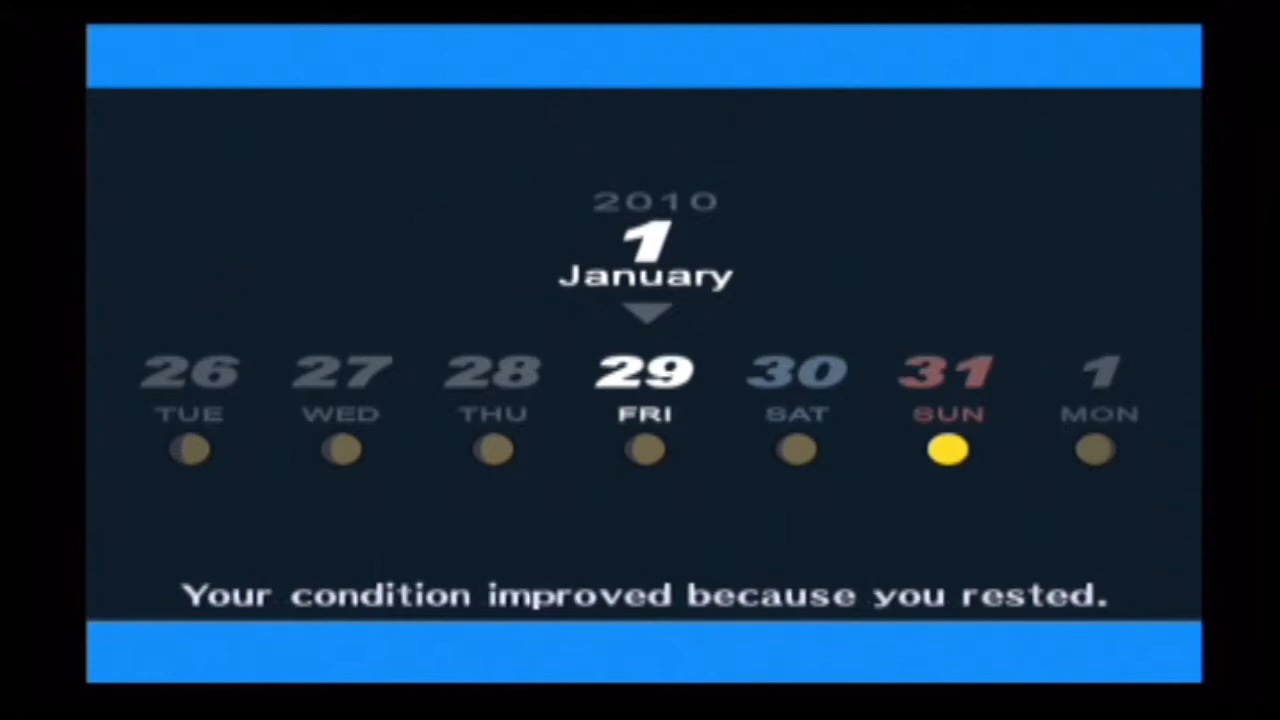 2010
1
January
26 27 28 29 30 31 1
TUE WED THU FRI SAT SUN MON
Your condition improved because you rested.